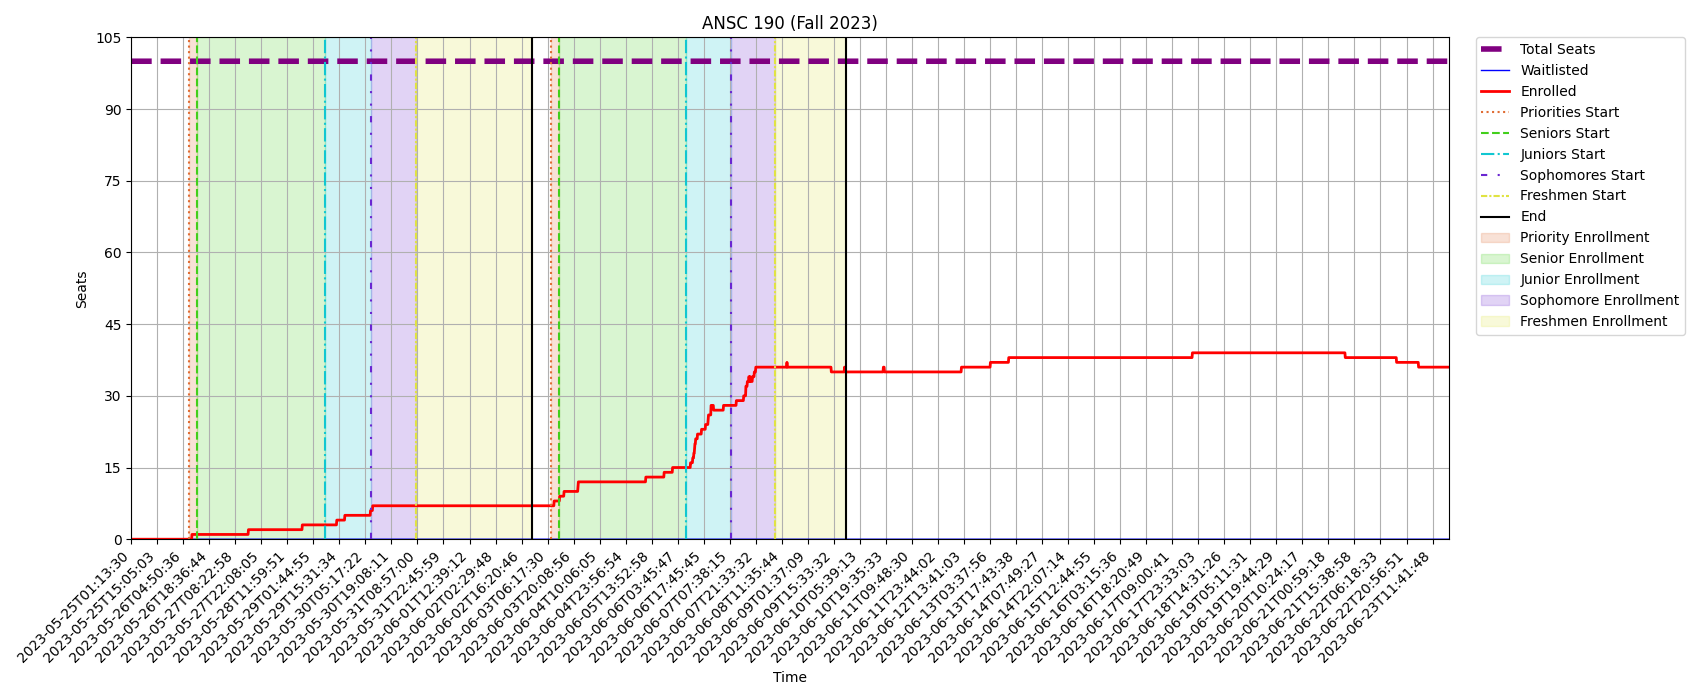 ANSC 190 (Fall 2023)
105
90
75
60
45
30
15
0
Seats
2023-05-25T01:13:30
2023-05-25T15:05:03
2023-05-26T04:50:36
2023-05-26T18:36:44
2023-05-27T08:22:58
2023-05-27T22:08:05
2023-05-28T11:59:51
2023-05-29T01:44:55
2023-05-29T15:31:34
2023-05-30T05:17:22
2023-05-30T19:08:11
2023-05-31T08:57:00
2023-05-31T22:45:59
2023-06-01T12:39:12
2023-06-02T02:29:48
2023-06-02T16:20:46
2023-06-03T06:17:30
2023-06-03T20:08:56
2023-06-04T10:06:05
2023-06-04T23:56:54
2023-06-05T13:52:58
2023-06-06T03:45:47
2023-06-06T17:45:45
2023-06-07T07:38:15
2023-06-07T21:33:32
2023-06-08T11:35:44
2023-06-09T01:37:09
2023-06-09T15:33:32
2023-06-10T05:39:13
2023-06-10T19:35:33
2023-06-11T09:48:30
2023-06-11T23:44:02
2023-06-12T13:41:03
2023-06-13T03:37:56
2023-06-13T17:43:38
2023-06-14T07:49:27
2023-06-14T22:07:14
2023-06-15T12:44:55
2023-06-16T03:15:36
2023-06-16T18:20:49
2023-06-17T09:00:41
2023-06-17T23:33:03
2023-06-18T14:31:26
2023-06-19T05:11:31
2023-06-19T19:44:29
2023-06-20T10:24:17
2023-06-21T00:59:18
2023-06-21T15:38:58
2023-06-22T06:18:33
2023-06-22T20:56:51
2023-06-23T11:41:48
Time
Total Seats
Waitlisted
Enrolled
Priorities Start
Seniors Start
Juniors Start
Sophomores Start
Freshmen Start
End
Priority Enrollment
Senior Enrollment
Junior Enrollment
Sophomore Enrollment
Freshmen Enrollment